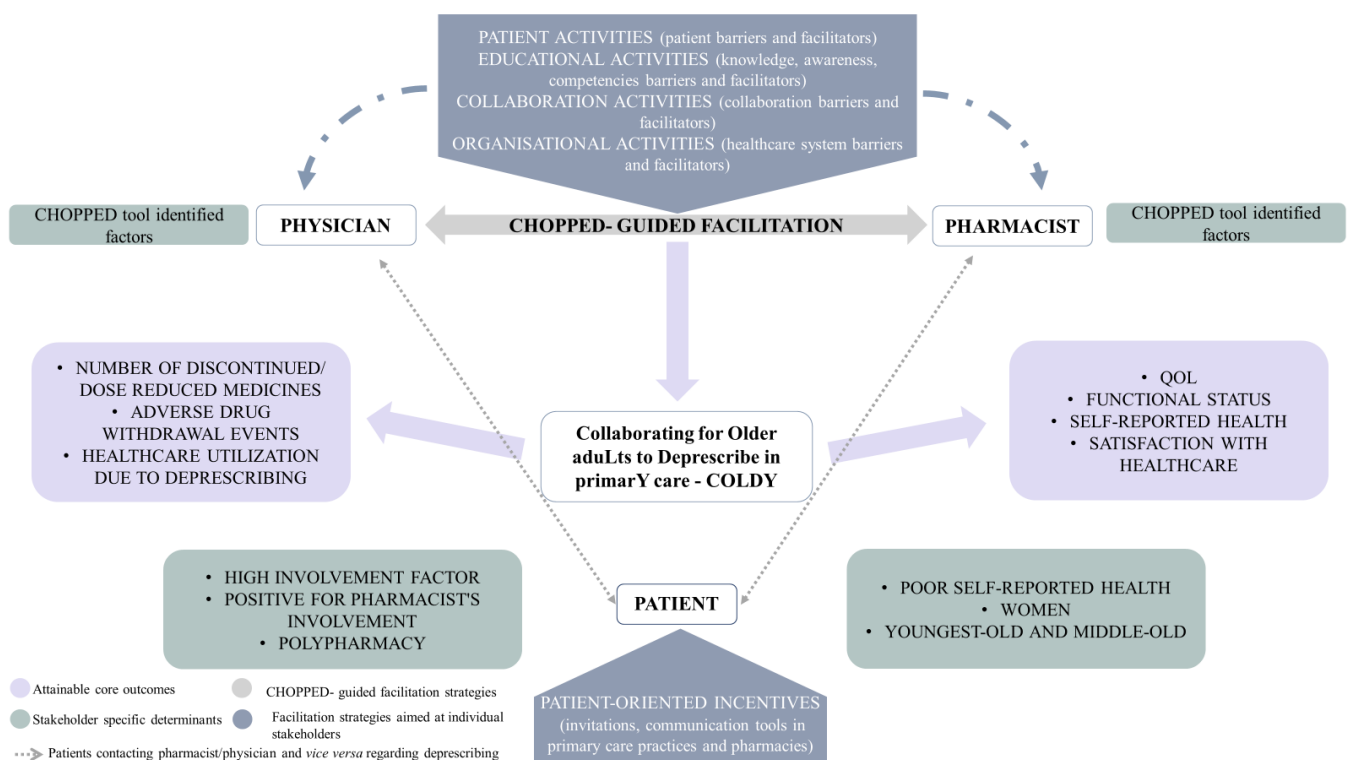 PATIENT ACTIVITIES (patient barriers and facilitators)
EDUCATIONAL ACTIVITIES (knowledge, awareness,
competencies barriers and facilitators)
COLLABORATION ACTIVITIES (collaboration barriers and
facilitators)
ORGANISATIONAL ACTIVITIES (healthcare system barriers
and facilitators)
CHOPPED tool identified
factors
PHYSICIAN
CHOPPED- GUIDED FACILITATION
PHARMACIST
CHOPPED tool identified
factors
• NUMBER OF DISCONTINUED/
DOSE REDUCED MEDICINES
• ADVERSE DRUG
WITHDRAWAL EVENTS
• HEALTHCARE UTILIZATION
DUE TO DEPRESCRIBING
Collaborating for Older
aduLts to Deprescribe in
primarY care - COLDY
• QOL
• FUNCTIONAL STATUS
• SELF-REPORTED HEALTH
• SATISFACTION WITH
HEALTHCARE
• HIGH INVOLVEMENT FACTOR
• POSITIVE FOR PHARMACIST'S
INVOLVEMENT
• POLYPHARMACY
PATIENT
• POOR SELF-REPORTED HEALTH
• WOMEN
• YOUNGEST-OLD AND MIDDLE-OLD
PATIENT-ORIENTED INCENTIVES
(invitations, communication tools in
primary care practices and pharmacies)
Attainable core outcomes
CHOPPED- guided facilitation strategies
Stakeholder specific determinants
Facilitation strategies aimed at individual
stakeholders
Patients contacting pharmacist/physician and vice versa regarding deprescribing